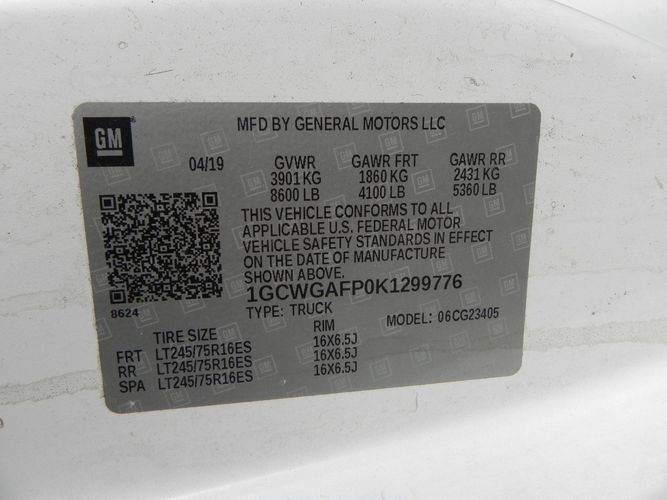 GM
MFD BY GENERAL MOTORS LLC
04/19 GVWR GAWR FRT GAWR RR
3901 KG 1860 KG 2431 KG
8600 LB 4100 LB 5360 LB
THIS VEHICLE CONFORMS TO ALL
APPLICABLE U.S. FEDERAL MOTOR
VEHICLE SAFETY STANDARDS IN EFFECT
ON THE DATE OF MANUFACTURE
SHOWN ABOVE.
1GCWGAFP0K1299776
8624
TYPE: TRUCK MODEL: 06CG23405
TIRE SIZE RIM
FRT LT245/75R16ES 16X6.5J
RR LT245/75R16ES 16X6.5J
SPA LT245/75R16ES 16X6.5J